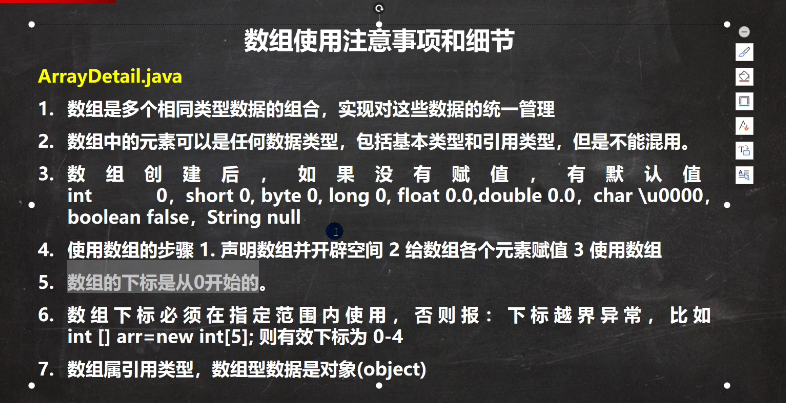 数组使用注意事项和细节
ArrayDetail.java
1. 数组是多个相同类型数据的组合，实现对这些数据的统一管理
2. 数组中的元素可以是任何数据类型，包括基本类型和引用类型，但是不能混用。
3. 数组创建后，如果没有赋值，有默认值
int 0，short 0, byte 0, long 0, float 0.0,double 0.0，char \u0000，
boolean false，String null
4. 使用数组的步骤 1. 声明数组并开辟空间 2 给数组各个元素赋值 3 使用数组
5. 数组的下标是从0开始的。
6. 数组下标必须在指定范围内使用，否则报：下标越界异常，比如
int [] arr=new int[5]; 则有效下标为 0-4
7. 数组属引用类型，数组型数据是对象(object)